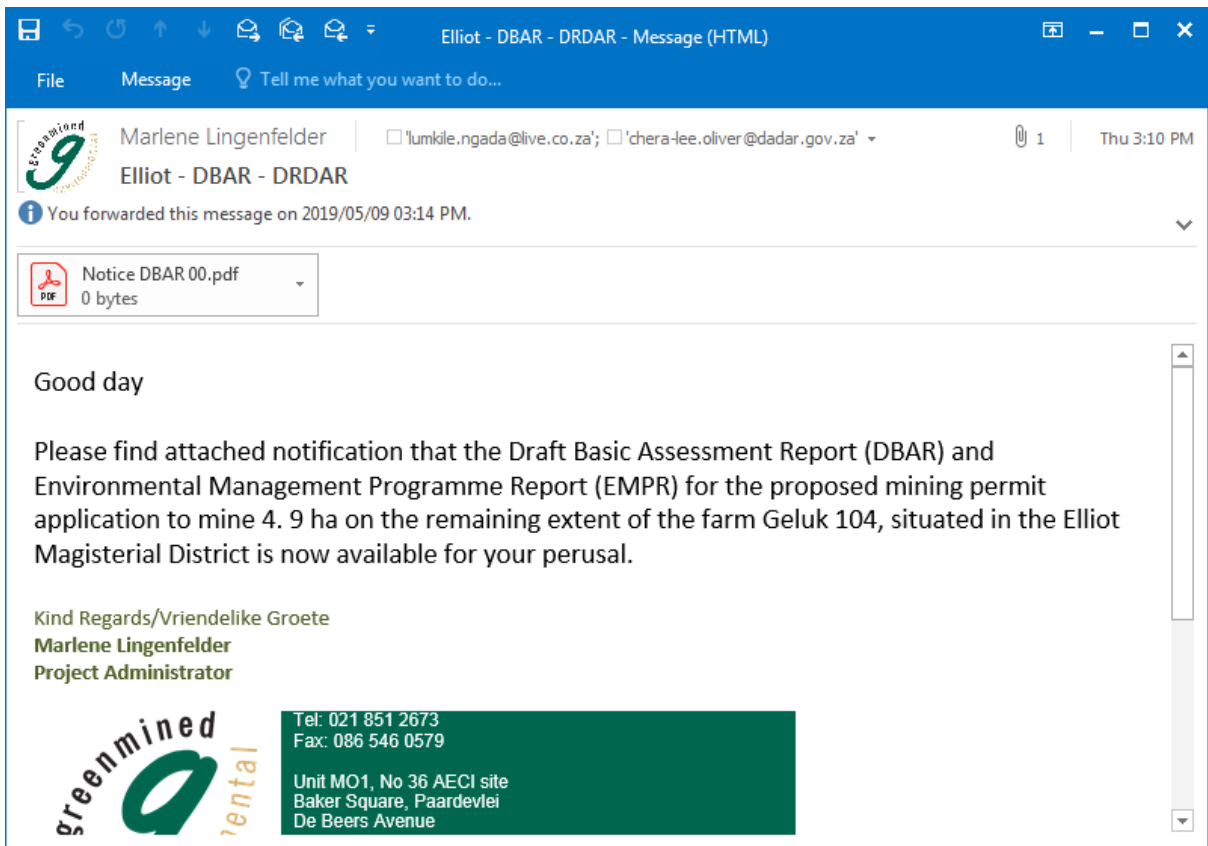 Elliot - DBAR - DRDAR - Message (HTML)
File Message Tell me what you want to do...
greenmined
Marlene Lingenfelder 'lumkile.ngada@live.co.za'; 'chera-lee.oliver@dadar.gov.za' 1 Thu 3:10 PM
Elliot - DBAR - DRDAR
You forwarded this message on 2019/05/09 03:14 PM.
Notice DBAR 00.pdf
PDF 0 bytes
Good day
Please find attached notification that the Draft Basic Assessment Report (DBAR) and
Environmental Management Programme Report (EMPR) for the proposed mining permit
application to mine 4. 9 ha on the remaining extent of the farm Geluk 104, situated in the Elliot
Magisterial District is now available for your perusal.
Kind Regards/Vriendelike Groete
Marlene Lingenfelder
Project Administrator
greenmined
mental
Tel: 021 851 2673
Fax: 086 546 0579
Unit MO1, No 36 AECI site
Baker Square, Paardevlei
De Beers Avenue